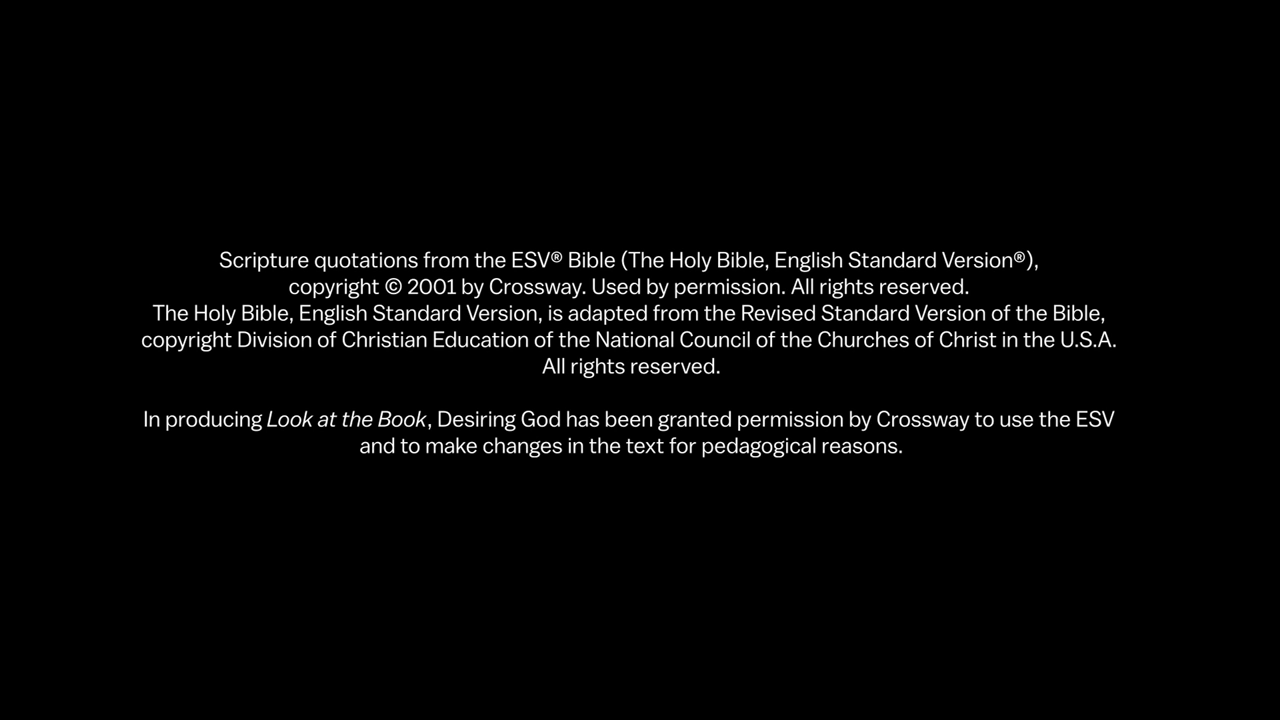 Scripture quotations from the ESV® Bible (The Holy Bible, English Standard Version®),
copyright © 2001 by Crossway. Used by permission. All rights reserved.
The Holy Bible, English Standard Version, is adapted from the Revised Standard Version of the Bible,
copyright Division of Christian Education of the National Council of the Churches of Christ in the U.S.A.
All rights reserved.
In producing Look at the Book, Desiring God has been granted permission by Crossway to use the ESV
and to make changes in the text for pedagogical reasons.